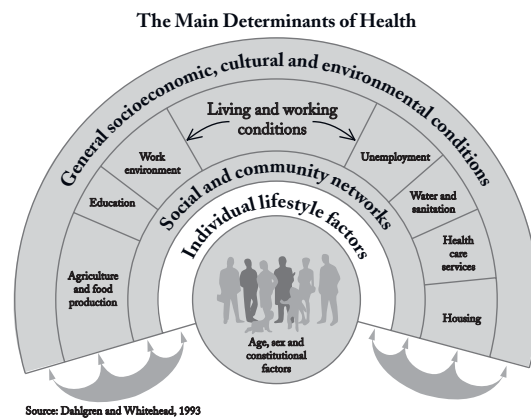 The Main Determinants of Health
General socioeconomic, cultural and environmental conditions
Living and working
conditions
Work
environment
Unemployment
Education
Water and
sanitation
Social and community networks
Individual lifestyle factors
Agriculture
and food
production
Health
care
services
Housing
Age, sex and
constitutional
factors
Source: Dahlgren and Whitehead, 1993